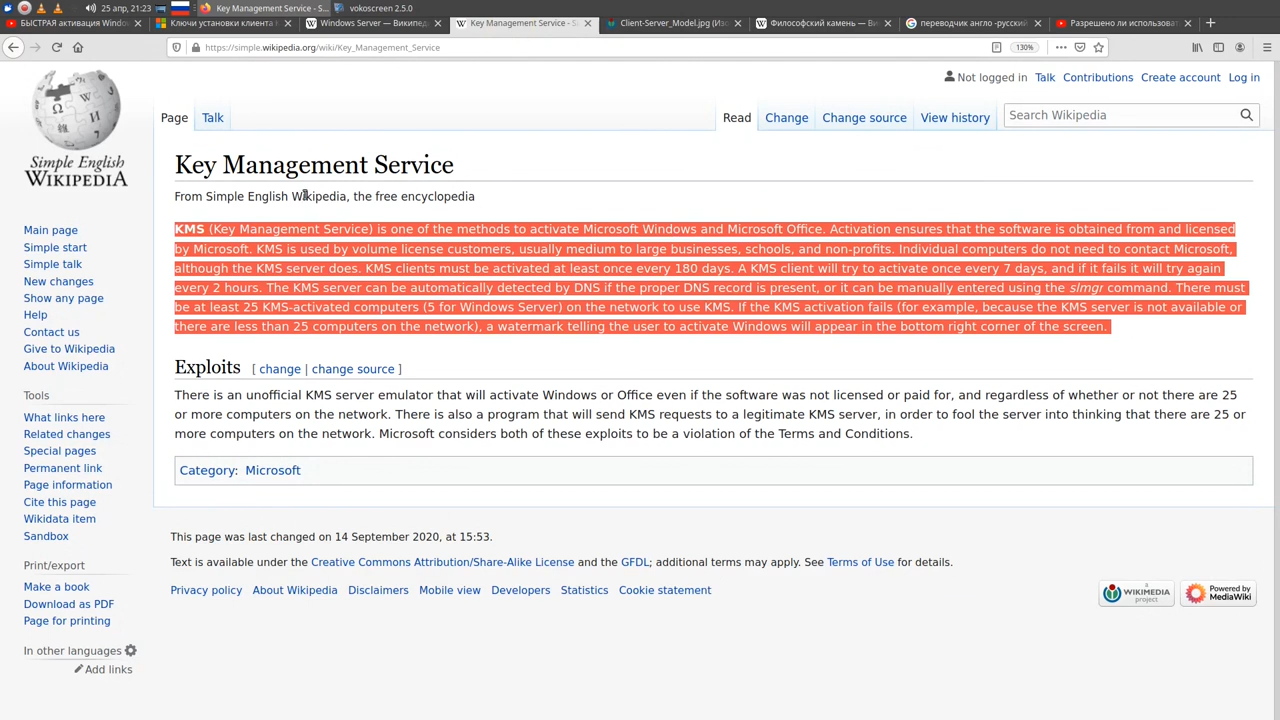 25 апр, 21:23
Key Management Service - S...
vokoscreen 2.5.0
БЫСТРАЯ активация Window
Ключи установки клиента К
Windows Server — Википед
Key Management Service - S
Client-Server_Model.jpg (Изо
Философский камень — Ви
переводчик англо -русский
Разрешено ли использоват
https://simple.wikipedia.org/wiki/Key_Management_Service
130%
Not logged in Talk Contributions Create account Log in
Page Talk Read Change Change source View history Search Wikipedia
Simple English
WIKIPEDIA
Main page
Simple start
Simple talk
New changes
Show any page
Help
Contact us
Give to Wikipedia
About Wikipedia
Tools
What links here
Related changes
Special pages
Permanent link
Page information
Cite this page
Wikidata item
Sandbox
Print/export
Make a book
Download as PDF
Page for printing
In other languages
Add links
Key Management Service
From Simple English Wikipedia, the free encyclopedia
KMS (Key Management Service) is one of the methods to activate Microsoft Windows and Microsoft Office. Activation ensures that the software is obtained from and licensed
by Microsoft. KMS is used by volume license customers, usually medium to large businesses, schools, and non-profits. Individual computers do not need to contact Microsoft,
although the KMS server does. KMS clients must be activated at least once every 180 days. A KMS client will try to activate once every 7 days, and if it fails it will try again
every 2 hours. The KMS server can be automatically detected by DNS if the proper DNS record is present, or it can be manually entered using the slmgr command. There must
be at least 25 KMS-activated computers (5 for Windows Server) on the network to use KMS. If the KMS activation fails (for example, because the KMS server is not available or
there are less than 25 computers on the network), a watermark telling the user to activate Windows will appear in the bottom right corner of the screen.
Exploits [ change | change source ]
There is an unofficial KMS server emulator that will activate Windows or Office even if the software was not licensed or paid for, and regardless of whether or not there are 25
or more computers on the network. There is also a program that will send KMS requests to a legitimate KMS server, in order to fool the server into thinking that there are 25 or
more computers on the network. Microsoft considers both of these exploits to be a violation of the Terms and Conditions.
Category: Microsoft
This page was last changed on 14 September 2020, at 15:53.
Text is available under the Creative Commons Attribution/Share-Alike License and the GFDL; additional terms may apply. See Terms of Use for details.
Privacy policy About Wikipedia Disclaimers Mobile view Developers Statistics Cookie statement
A
WIKIMEDIA
project
Powered by
MediaWiki